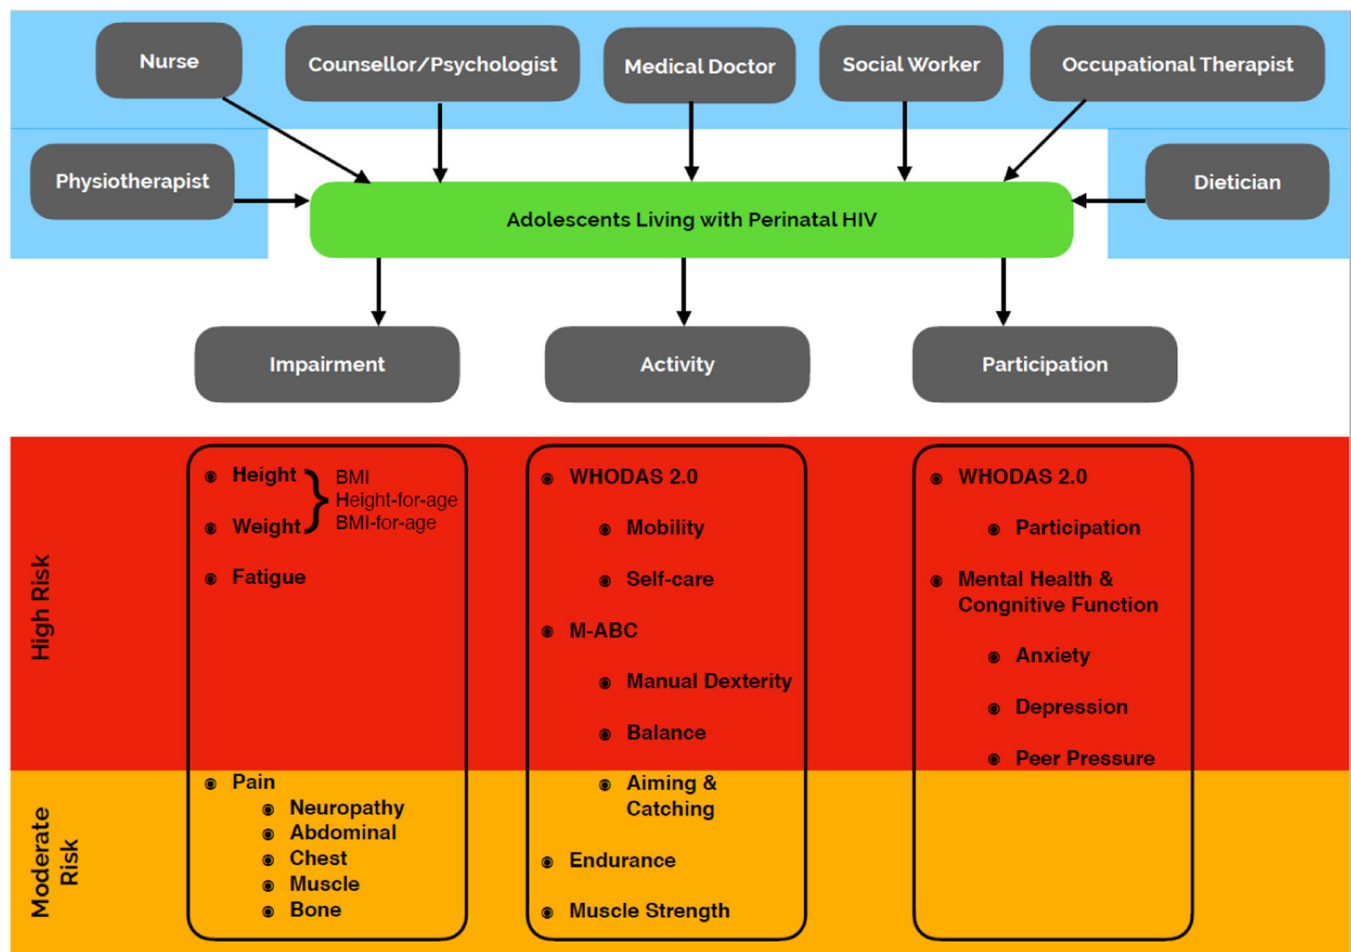 Nurse
Counsellor/Psychologist
Medical Doctor
Social Worker
Occupational Therapist
Physiotherapist
Dietician
Adolescents Living with Perinatal HIV
Impairment
Activity
Participation
High Risk
Height
Weight
BMI
Height-for-age
BMI-for-age
Fatigue
WHODAS 2.0
Mobility
Self-care
M-ABC
Manual Dexterity
Balance
WHODAS 2.0
Participation
Mental Health &
Congnitive Function
Anxiety
Depression
Peer Pressure
Moderate
Risk
Pain
Neuropathy
Abdominal
Chest
Muscle
Bone
Aiming &
Catching
Endurance
Muscle Strength